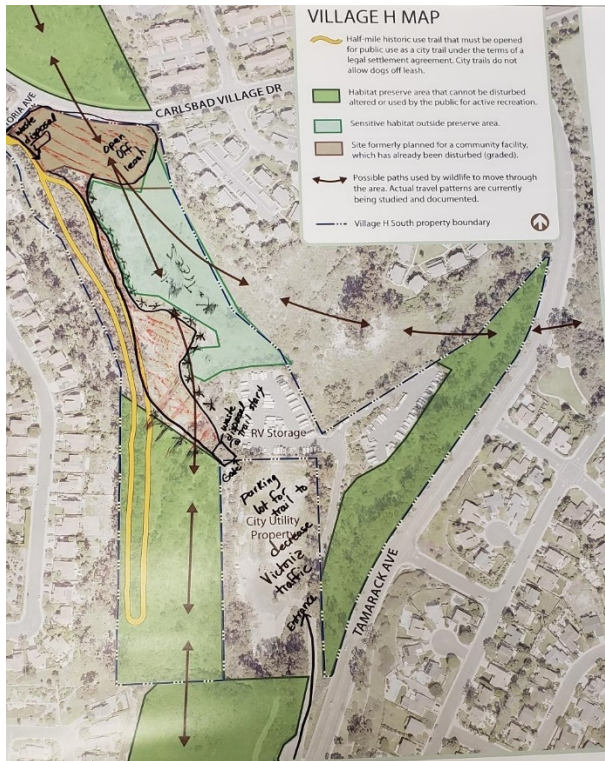 VILLAGE H MAP
Half-mile historic use trail that must be opened
for public use as a city trail under the terms of a
legal settlement agreement. City trails do not
allow dogs off leash.
Habitat preserve area that cannot be disturbed
altered or used by the public for active recreation.
Sensitive habitat outside preserve area.
Site formerly planned for a community facility,
which has already been disturbed (graded).
Possible paths used by wildlife to move through
the area. Actual travel patterns are currently
being studied and documented.
Village H South property boundary.
CARLSBAD VILLAGE DR
TORIA AVE
waste
disposal
Open
Off
leash
waste
disposal
@ trail start
RV Storage
Gate
Parking
lot for
trail to
City Utility
Property
decrease
Victoria
traffic
Entrance
TAMARACK AVE